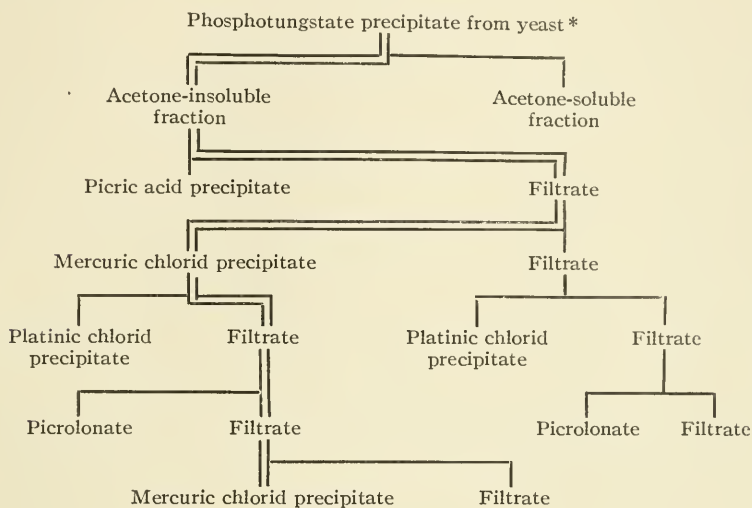 Phosphotungstate precipitate from yeast *
Acetone-insoluble
fraction
Acetone-soluble
fraction
Picric acid precipitate
Filtrate
Mercuric chlorid precipitate
Filtrate
Platinic chlorid
precipitate
Filtrate
Platinic chlorid
precipitate
Filtrate
Picrolonate
Filtrate
Picrolonate
Filtrate
Mercuric chlorid precipitate
Filtrate